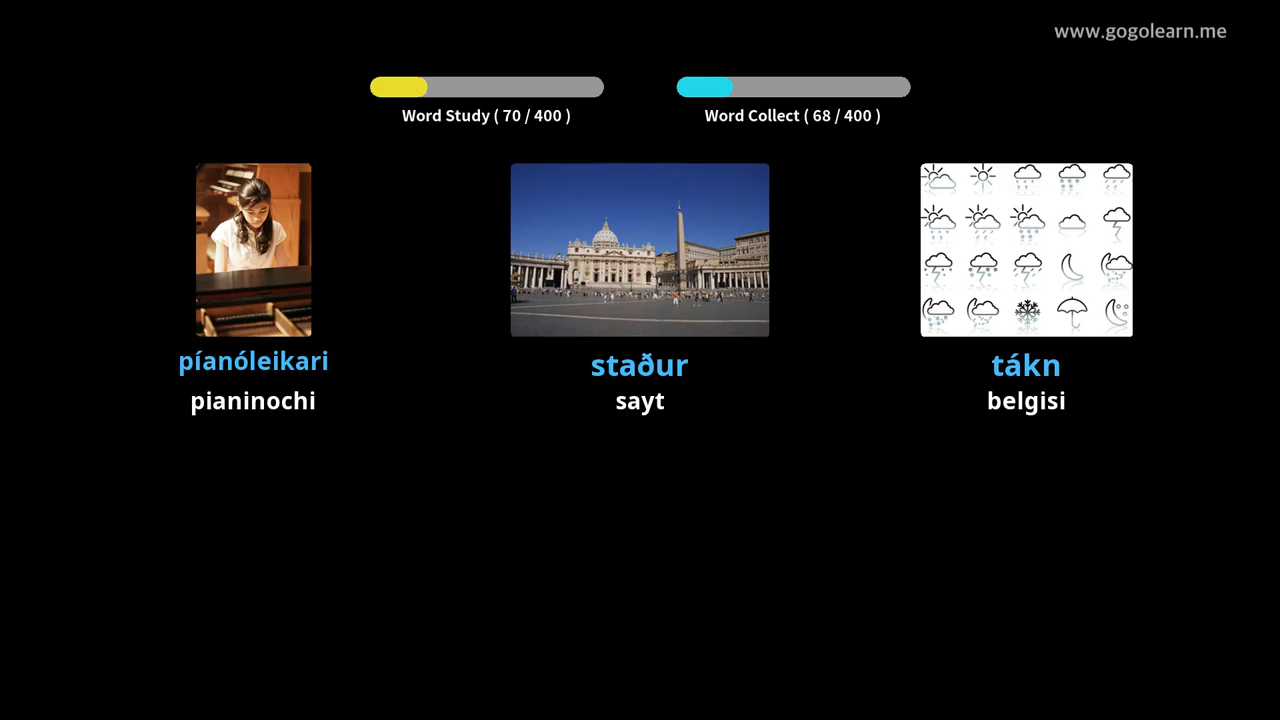 www.gogolearn.me
Word Study ( 70 / 400 )
Word Collect ( 68 / 400 )
píanóleikari
staður
tákn
pianinochi
sayt
belgisi